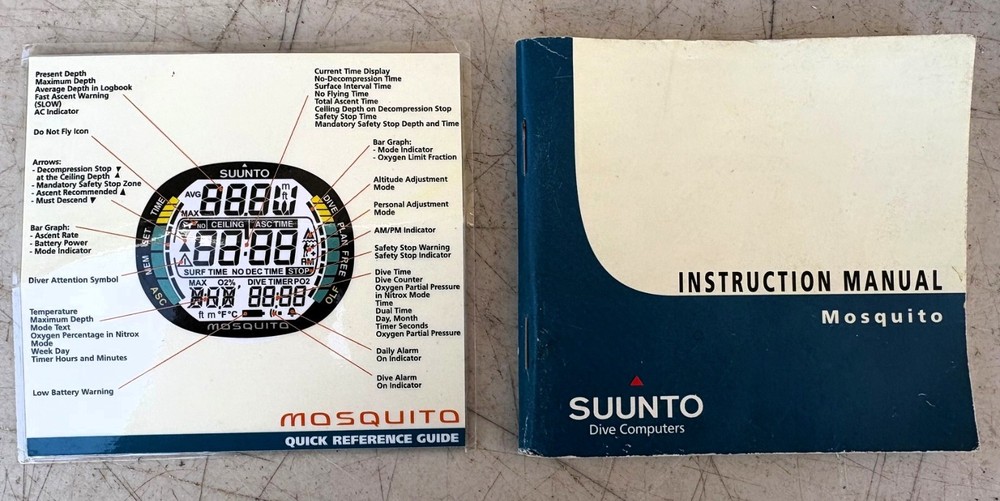 Present Depth
Maximum Depth
Average Depth in Logbook
Fast Ascent Warning
(SLOW)
AC Indicator
Do Not Fly Icon
Arrows:
- Decompression Stop ▼
at the Ceiling Depth ▲
- Mandatory Safety Stop Zone
- Ascent Recommended ▲
- Must Descend ▼
Bar Graph:
- Ascent Rate
- Battery Power
- Mode Indicator
Diver Attention Symbol
Temperature
Maximum Depth
Mode Text
Oxygen Percentage in Nitrox
Mode
Week Day
Timer Hours and Minutes
Low Battery Warning
SUUNTO
AVG
m
ft
MAX
NO
CEILING
ASC TIME
AM
SURF TIME NO DEC TIME STOP
MAX O2% DIVE TIMER PO2
ft m °F°C
MOSQUITO
TIME
SET
MEM
ASC
DIVE
PLAN
FREE
OLF
Current Time Display
No-Decompression Time
Surface Interval Time
No Flying Time
Total Ascent Time
Ceiling Depth on Decompression Stop
Safety Stop Time
Mandatory Safety Stop Depth and Time
Bar Graph:
- Mode Indicator
- Oxygen Limit Fraction
Altitude Adjustment
Mode
Personal Adjustment
Mode
AM/PM Indicator
Safety Stop Warning
Safety Stop Indicator
Dive Time
Dive Counter
Oxygen Partial Pressure
in Nitrox Mode
Time
Dual Time
Day, Month
Timer Seconds
Oxygen Partial Pressure
Daily Alarm
On Indicator
Dive Alarm
On Indicator
MOSQUITO
QUICK REFERENCE GUIDE
INSTRUCTION MANUAL
Mosquito
SUUNTO
Dive Computers